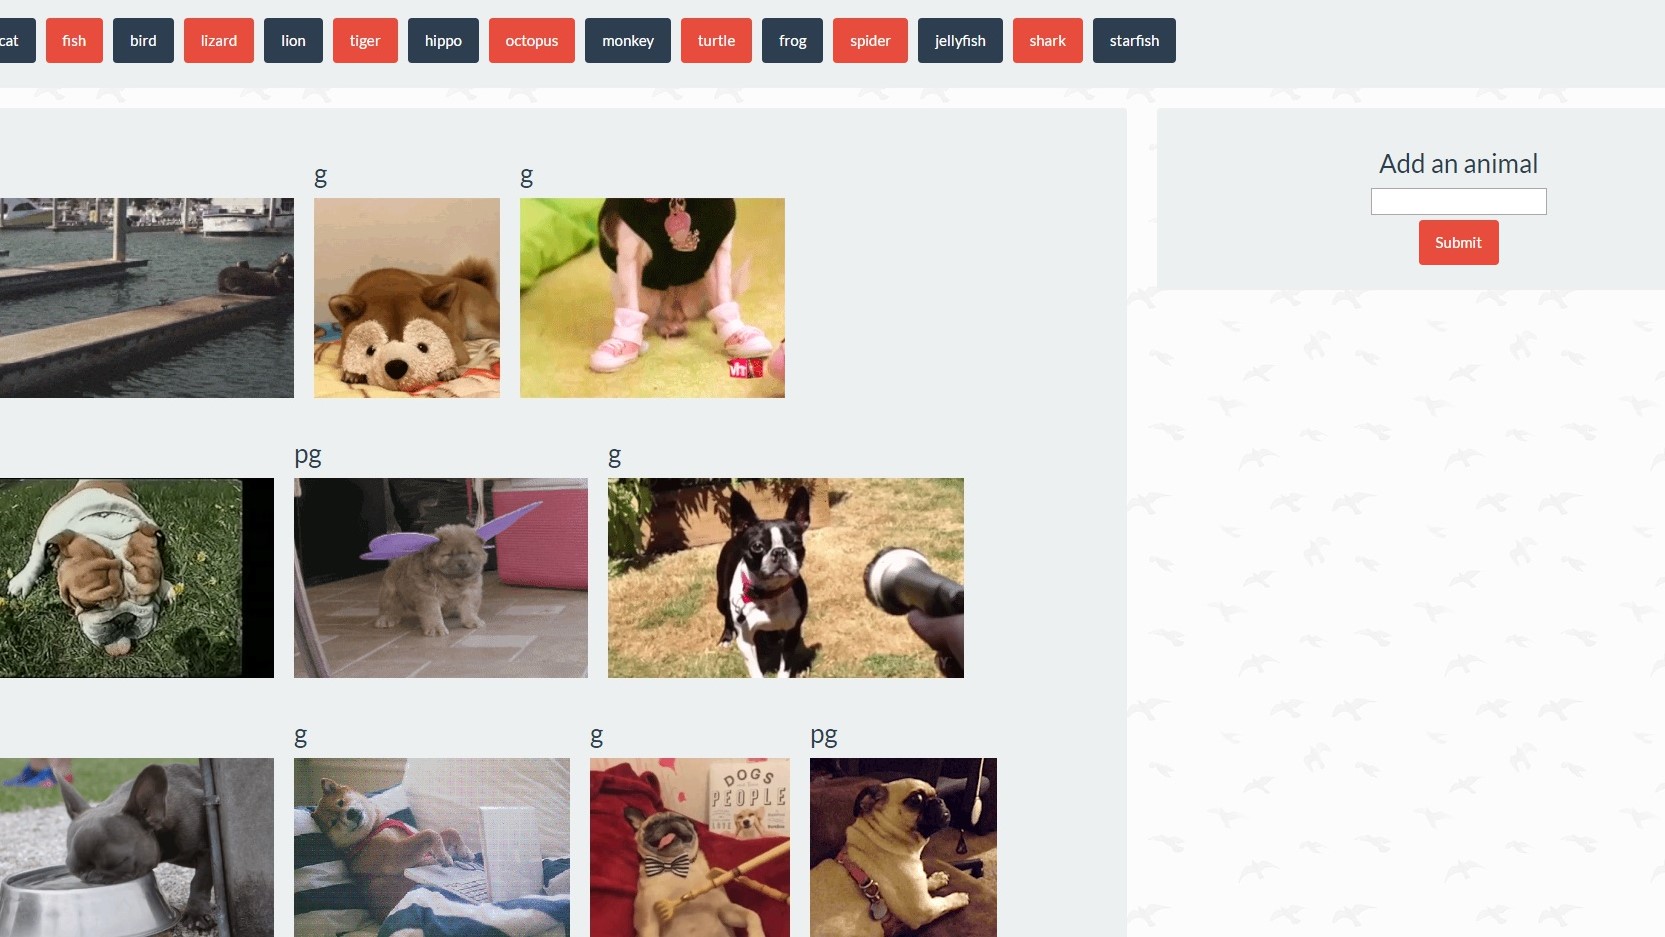 cat fish bird lizard lion tiger hippo octopus monkey turtle frog spider jellyfish shark starfish
Add an animal
Submit
g g
pg g
g g pg
DOGS
PEOPLE